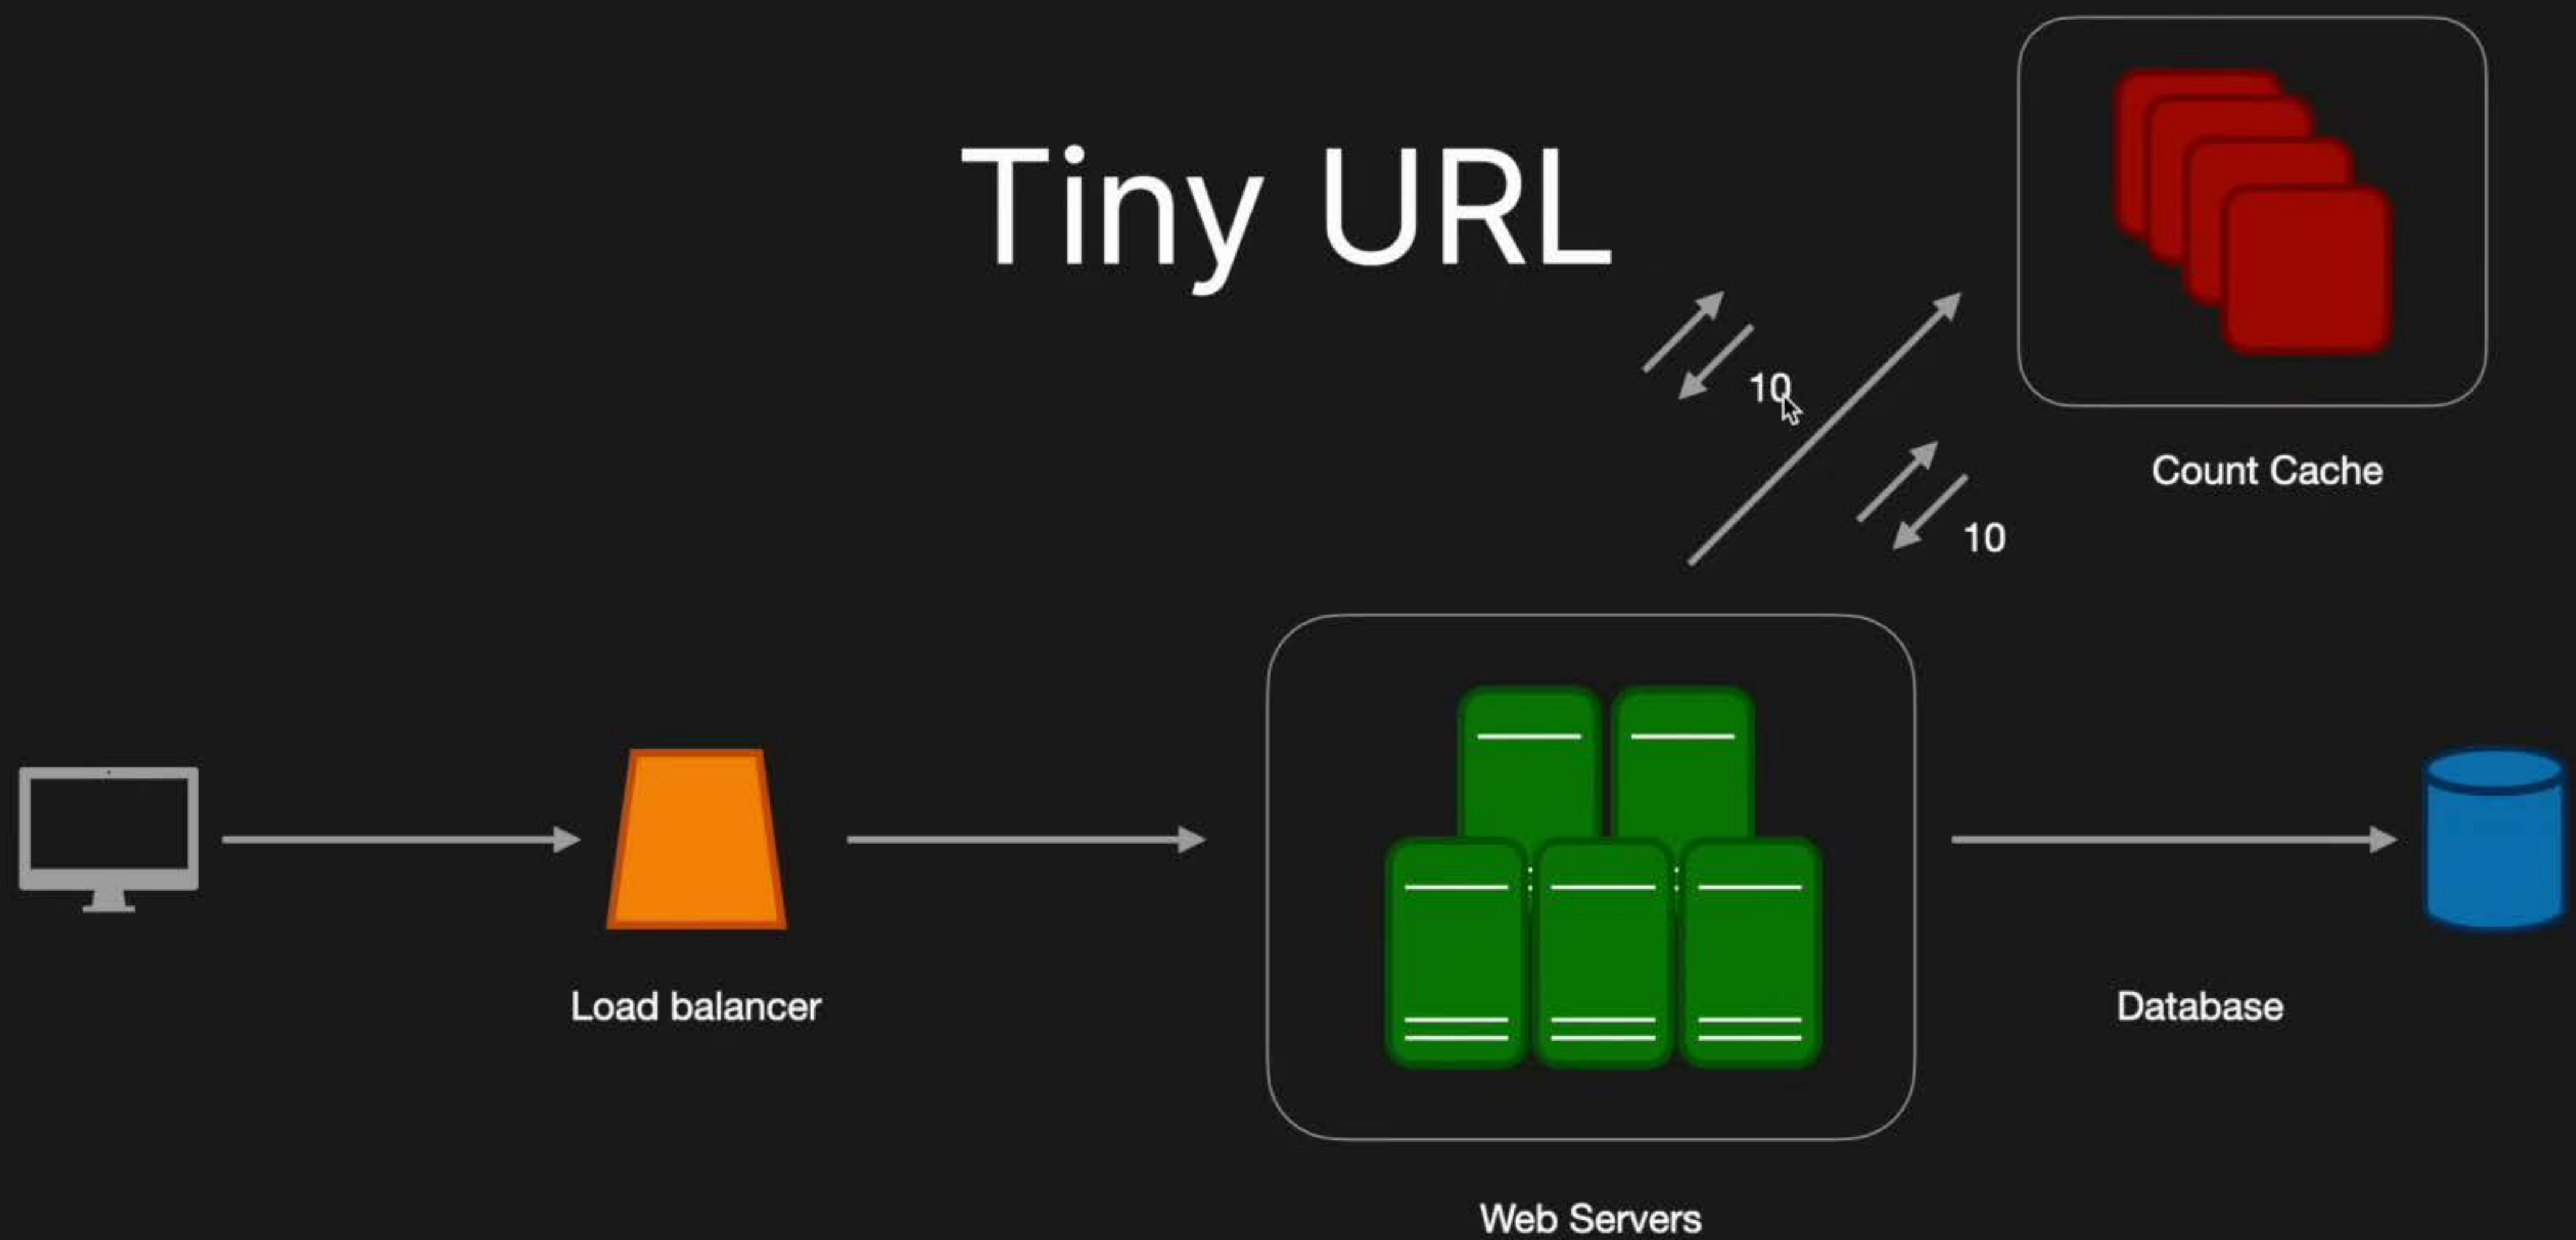 Tiny URL
10
Count Cache
10
Load balancer
Database
Web Servers